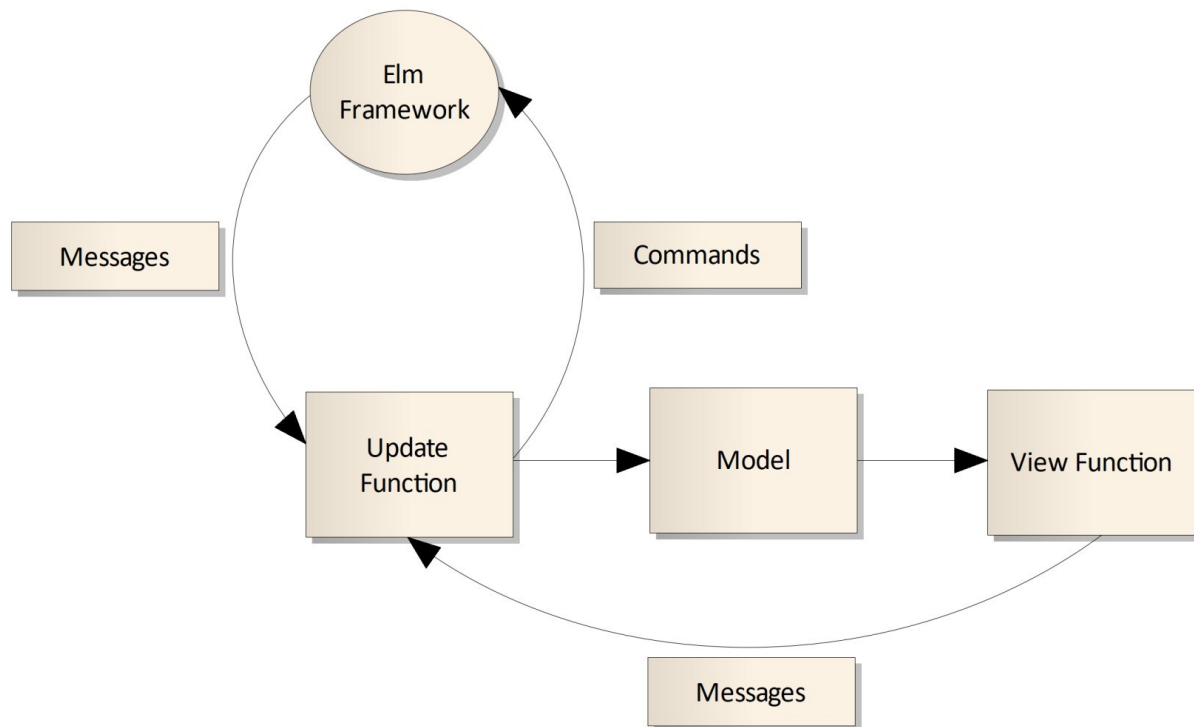 Elm
Framework
Messages
Commands
Update
Function
Model
View Function
Messages